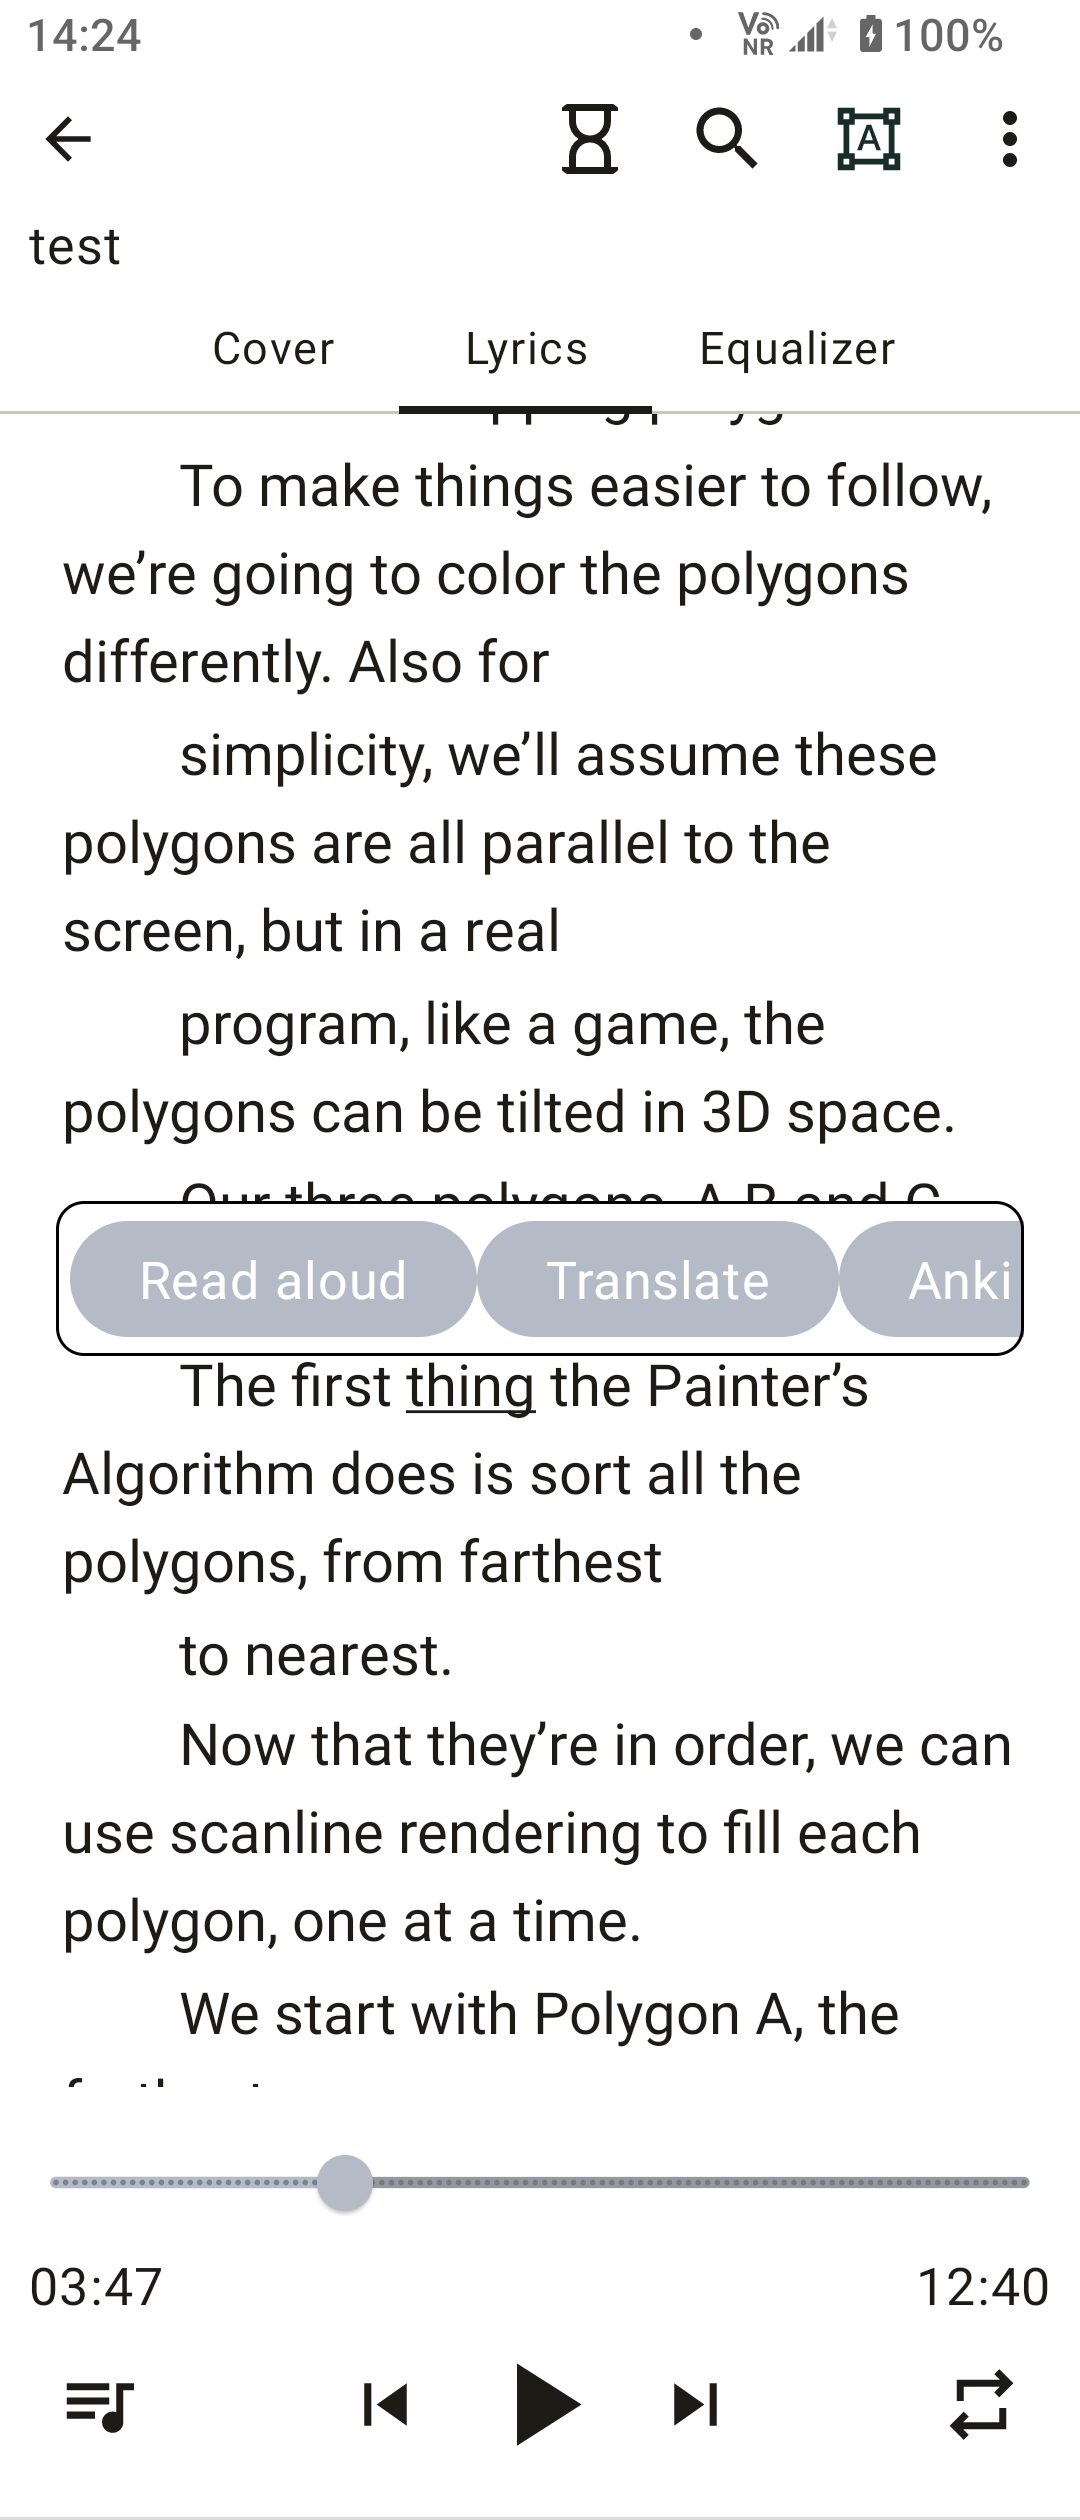 14:24
VoNR
100%
A
test
Cover Lyrics Equalizer
To make things easier to follow,
we’re going to color the polygons
differently. Also for
simplicity, we’ll assume these
polygons are all parallel to the
screen, but in a real
program, like a game, the
polygons can be tilted in 3D space.
Our three polygons, A B and C
Read aloud Translate Anki
The first thing the Painter’s
Algorithm does is sort all the
polygons, from farthest
to nearest.
Now that they’re in order, we can
use scanline rendering to fill each
polygon, one at a time.
We start with Polygon A, the
03:47 12:40